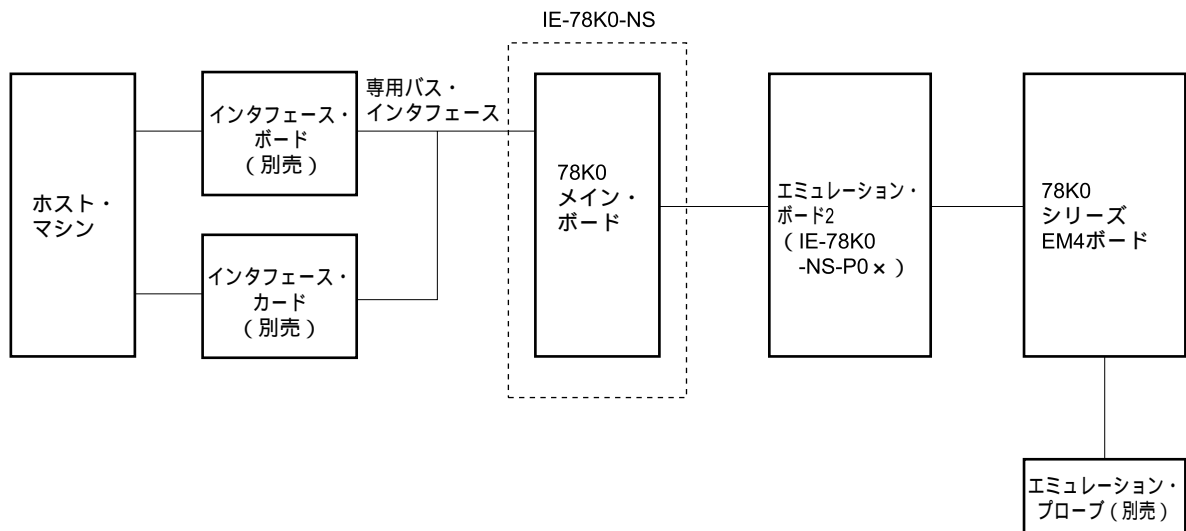 IE-78K0-NS
ホスト・
マシン
インタフェース・
ボード
（別売）
インタフェース・
カード
（別売）
専用バス・
インタフェース
78K0
メイン・
ボード
エミュレーション・
ボード2
（IE-78K0
-NS-P0×）
78K0
シリーズ
EM4ボード
エミュレーション・
プローブ（別売）